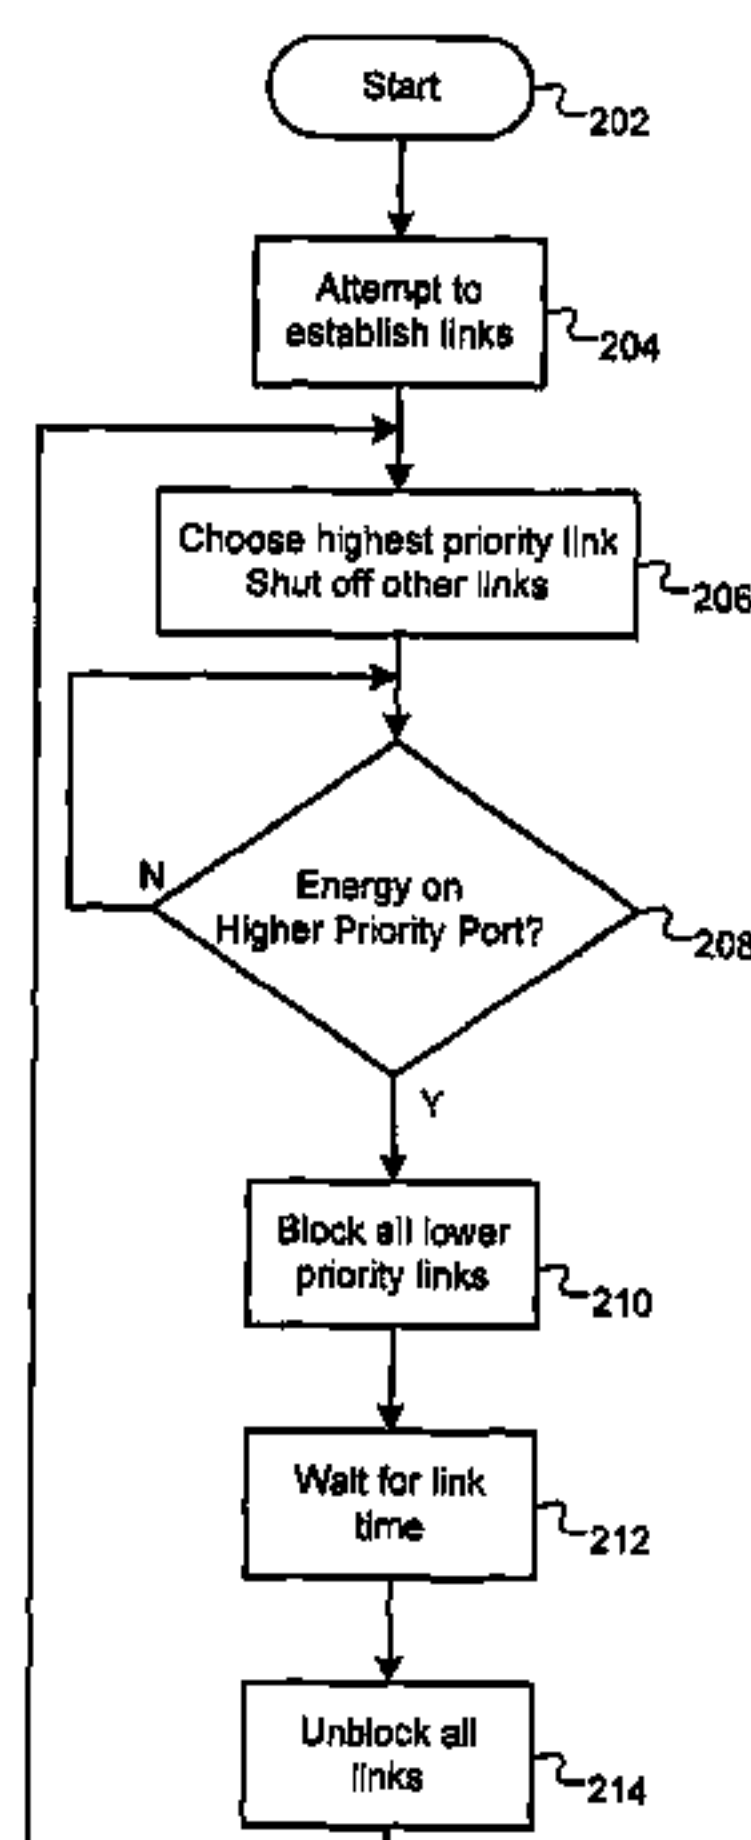 Start
202
Attempt to
establish links
204
Choose highest priority link
Shut off other links
206
N
Energy on
Higher Priority Port?
208
Y
Block all lower
priority links
210
Wait for link
time
212
Unblock all
links
214